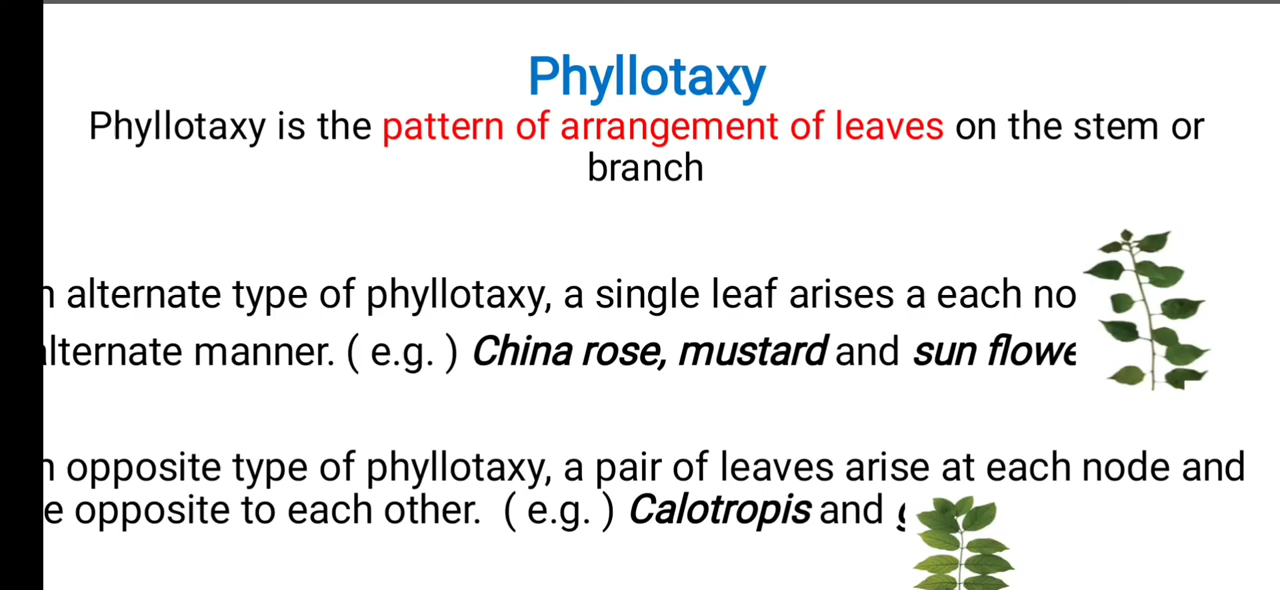 Phyllotaxy
Phyllotaxy is the pattern of arrangement of leaves on the stem or
branch
alternate type of phyllotaxy, a single leaf arises a each no
lternate manner. ( e.g. ) China rose, mustard and sun flowe
opposite type of phyllotaxy, a pair of leaves arise at each node and
e opposite to each other. ( e.g. ) Calotropis and